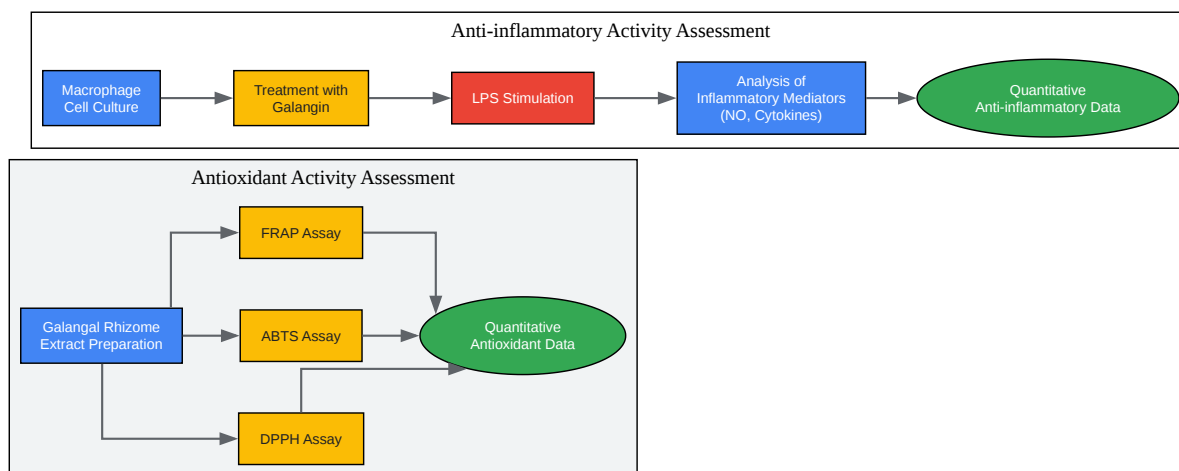 Anti-inflammatory Activity Assessment
Macrophage
Cell Culture
Treatment with
Galangin
LPS Stimulation
Analysis of
Inflammatory Mediators
(NO, Cytokines)
Quantitative
Anti-inflammatory Data
Antioxidant Activity Assessment
FRAP Assay
Galangal Rhizome
Extract Preparation
ABTS Assay
Quantitative
Antioxidant Data
DPPH Assay